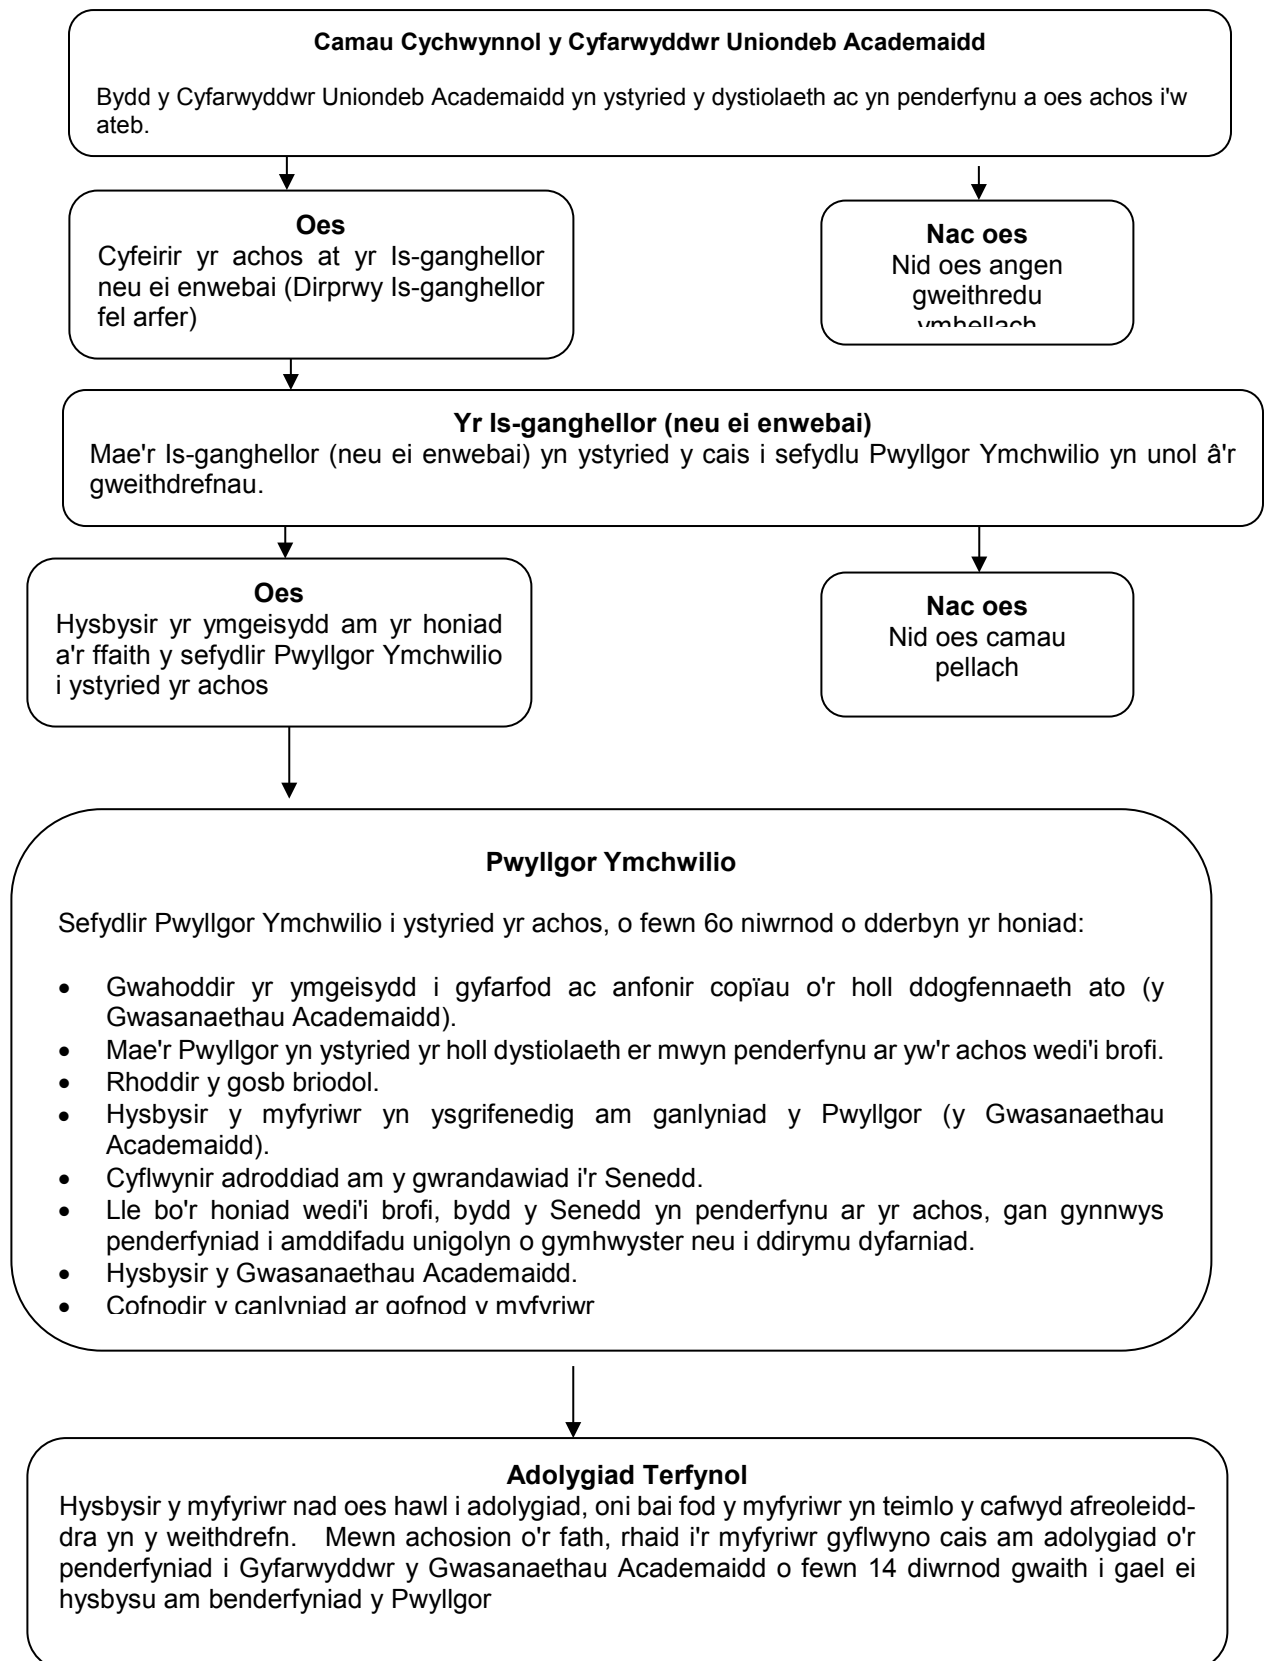 Camau Cychwynnol y Cyfarwyddwr Uniondeb Academaidd
Bydd y Cyfarwyddwr Uniondeb Academaidd yn ystyried y dystiolaeth ac yn penderfynu a oes achos i'w
ateb.
Oes
Cyfeirir yr achos at yr Is-ganghellor
neu ei enwebai (Dirprwy Is-ganghellor
fel arfer)
Nac oes
Nid oes angen
gweithredu
ymhellach
Yr Is-ganghellor (neu ei enwebai)
Mae'r Is-ganghellor (neu ei enwebai) yn ystyried y cais i sefydlu Pwyllgor Ymchwilio yn unol â'r
gweithdrefnau.
Oes
Hysbysir yr ymgeisydd am yr honiad
a'r ffaith y sefydlir Pwyllgor Ymchwilio
i ystyried yr achos
Nac oes
Nid oes camau
pellach
Pwyllgor Ymchwilio
Sefydlir Pwyllgor Ymchwilio i ystyried yr achos, o fewn 6o niwrnod o dderbyn yr honiad:
• Gwahoddir yr ymgeisydd i gyfarfod ac anfonir copïau o'r holl ddogfennaeth ato (y
Gwasanaethau Academaidd).
• Mae'r Pwyllgor yn ystyried yr holl dystiolaeth er mwyn penderfynu ar yw'r achos wedi'i brofi.
• Rhoddir y gosb briodol.
• Hysbysir y myfyriwr yn ysgrifenedig am ganlyniad y Pwyllgor (y Gwasanaethau
Academaidd).
• Cyflwynir adroddiad am y gwrandawiad i'r Senedd.
• Lle bo'r honiad wedi'i brofi, bydd y Senedd yn penderfynu ar yr achos, gan gynnwys
penderfyniad i amddifadu unigolyn o gymhwyster neu i ddirymu dyfarniad.
• Hysbysir y Gwasanaethau Academaidd.
• Cofnodir y canlyniad ar gofnod y myfyriwr
Adolygiad Terfynol
Hysbysir y myfyriwr nad oes hawl i adolygiad, oni bai fod y myfyriwr yn teimlo y cafwyd afreoleidd-
dra yn y weithdrefn. Mewn achosion o'r fath, rhaid i'r myfyriwr gyflwyno cais am adolygiad o'r
penderfyniad i Gyfarwyddwr y Gwasanaethau Academaidd o fewn 14 diwrnod gwaith i gael ei
hysbysu am benderfyniad y Pwyllgor